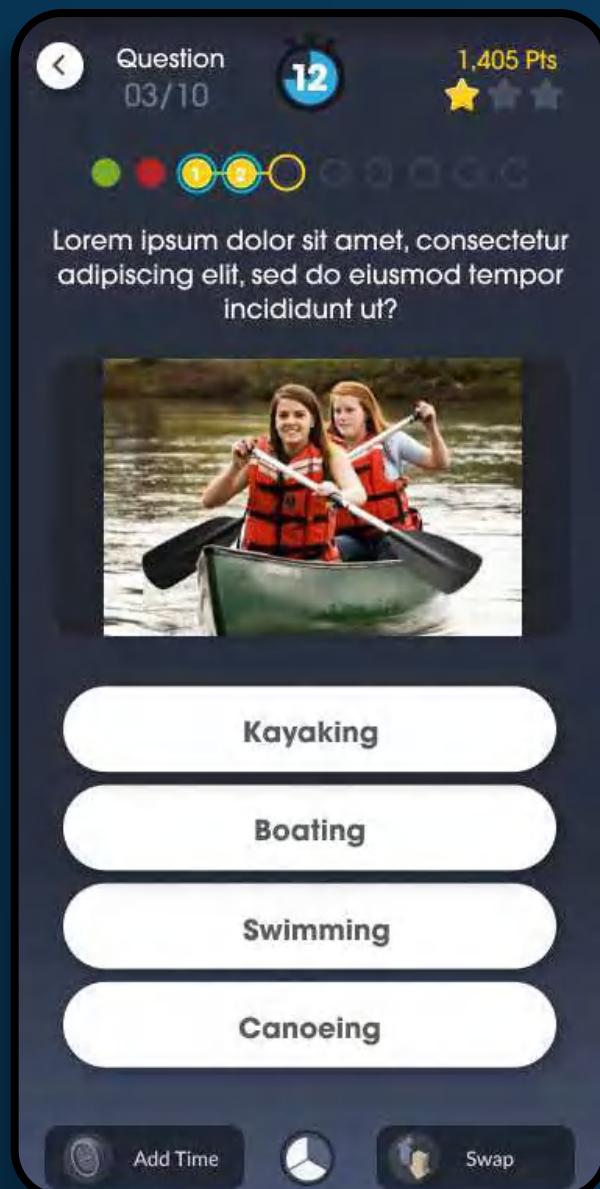 Question
03/10
12
1,405 Pts
1 2
Lorem ipsum dolor sit amet, consectetur
adipiscing elit, sed do eiusmod tempor
incididunt ut?
Kayaking
Boating
Swimming
Canoeing
Add Time
Swap